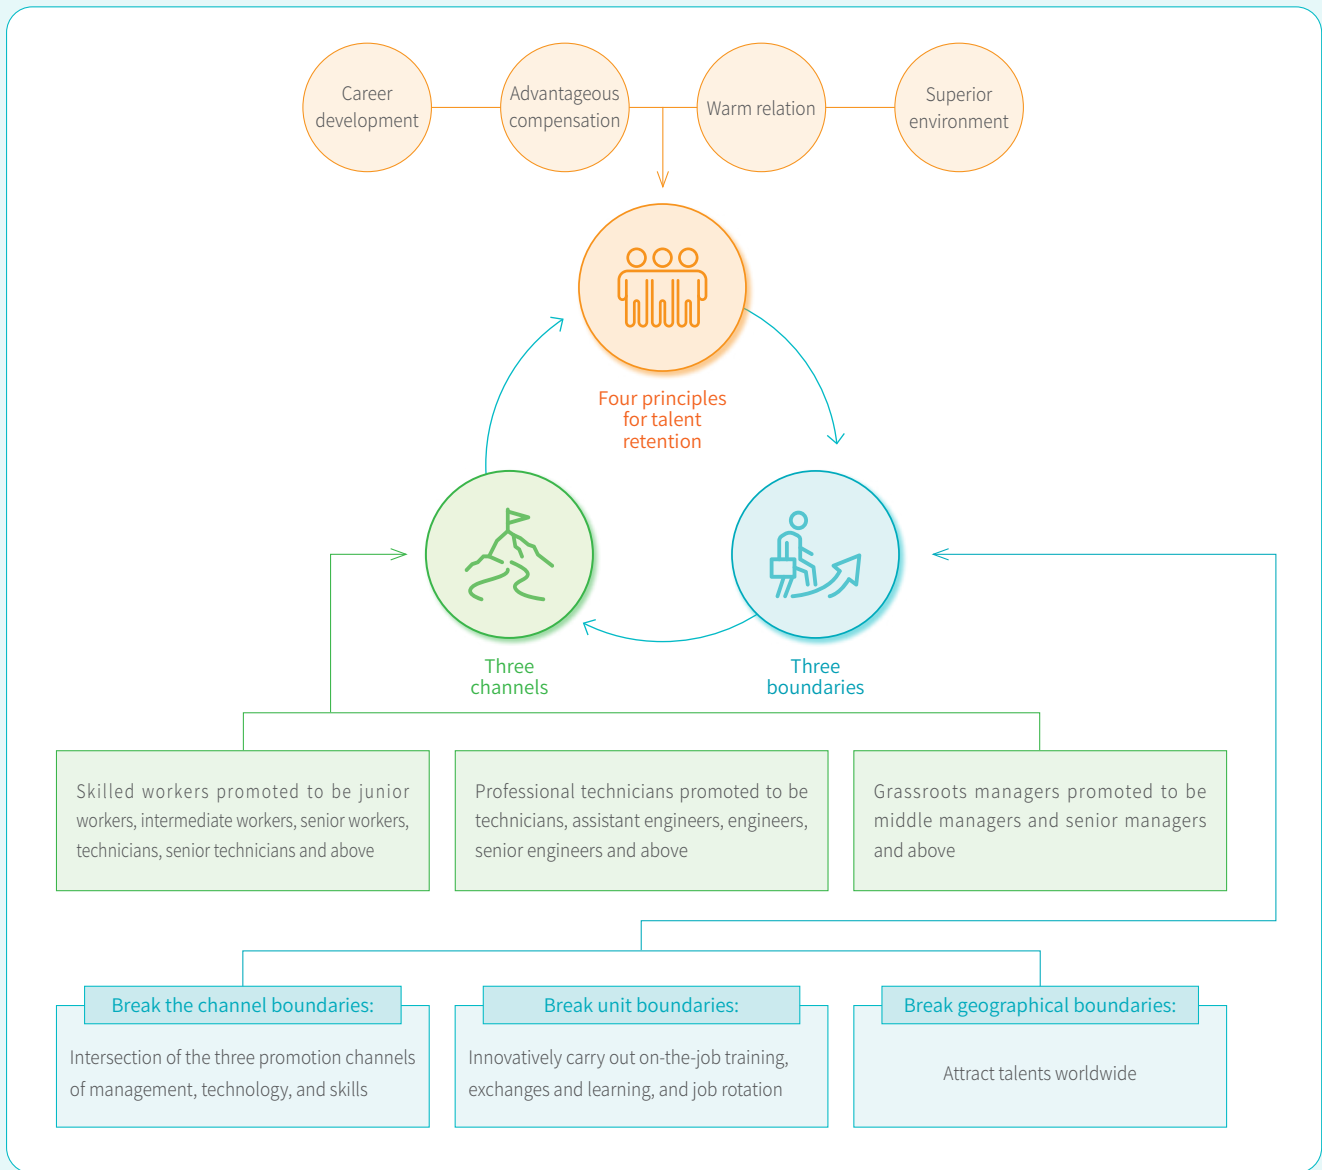 Career
development
Advantageous
compensation
Warm relation
Superior
environment
Four principles
for talent
retention
Three
channels
Three
boundaries
Skilled workers promoted to be junior
workers, intermediate workers, senior workers,
technicians, senior technicians and above
Professional technicians promoted to be
technicians, assistant engineers, engineers,
senior engineers and above
Grassroots managers promoted to be
middle managers and senior managers
and above
Break the channel boundaries:
Intersection of the three promotion channels
of management, technology, and skills
Break unit boundaries:
Innovatively carry out on-the-job training,
exchanges and learning, and job rotation
Break geographical boundaries:
Attract talents worldwide